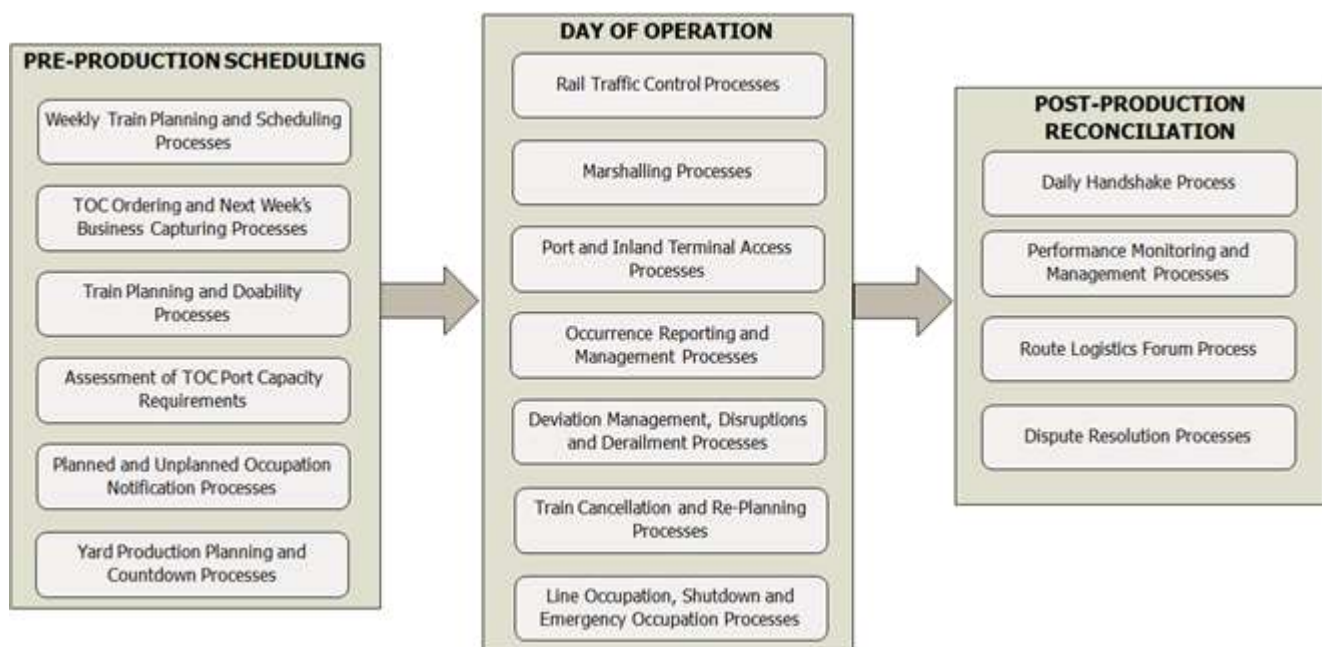 PRE-PRODUCTION SCHEDULING
Weekly Train Planning and Scheduling
Processes
TOC Ordering and Next Week's
Business Capturing Processes
Train Planning and Doability
Processes
Assessment of TOC Port Capacity
Requirements
Planned and Unplanned Occupation
Notification Processes
Yard Production Planning and
Countdown Processes
DAY OF OPERATION
Rail Traffic Control Processes
Marshalling Processes
Port and Inland Terminal Access
Processes
Occurrence Reporting and
Management Processes
Deviation Management, Disruptions
and Derailment Processes
Train Cancellation and Re-Planning
Processes
Line Occupation, Shutdown and
Emergency Occupation Processes
POST-PRODUCTION
RECONCILIATION
Daily Handshake Process
Performance Monitoring and
Management Processes
Route Logistics Forum Process
Dispute Resolution Processes